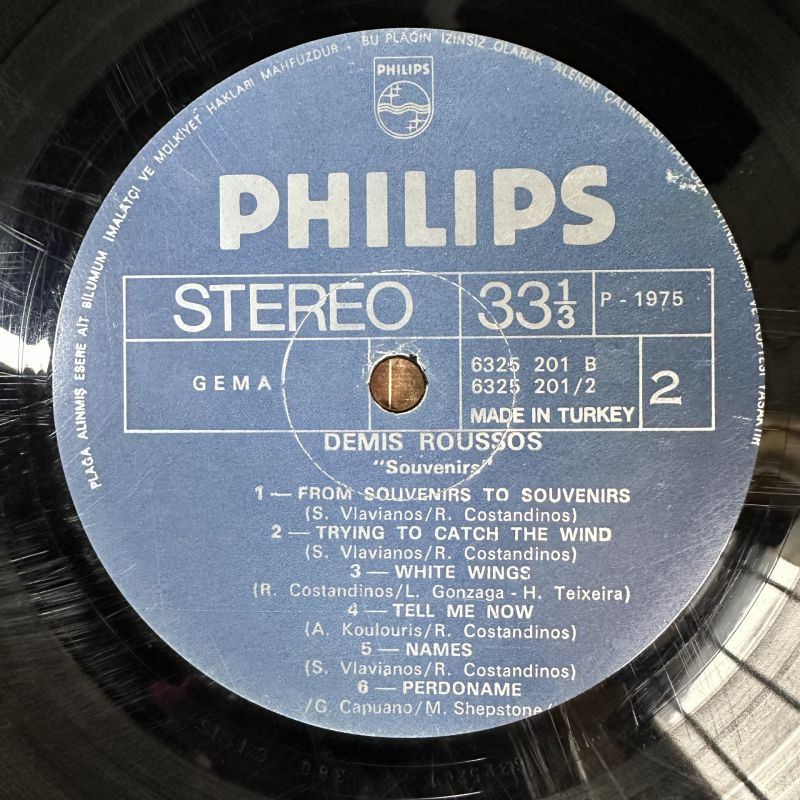 PLAĞA ALINMIŞ ESERE AİT BİLUMUM İMALATÇI VE MÜLKİYET HAKLARI MAHFUZDUR - BU PLAĞIN İZİNSİZ OLARAK ALENEN ÇALINMASI
PHILIPS
PHILIPS
STEREO
33 1/3
P - 1975
GEMA
6325 201 B
6325 201/2
MADE IN TURKEY
2
DEMIS ROUSSOS
"Souvenirs"
1 — FROM SOUVENIRS TO SOUVENIRS
(S. Vlavianos/R. Costandinos)
2 — TRYING TO CATCH THE WIND
(S. Vlavianos/R. Costandinos)
3 — WHITE WINGS
(R. Costandinos/L. Gonzaga - H. Teixeira)
4 — TELL ME NOW
(A. Koulouris/R. Costandinos)
5 — NAMES
(S. Vlavianos/R. Costandinos)
6 — PERDONAME
/G. Capuano/M. Shepstone/